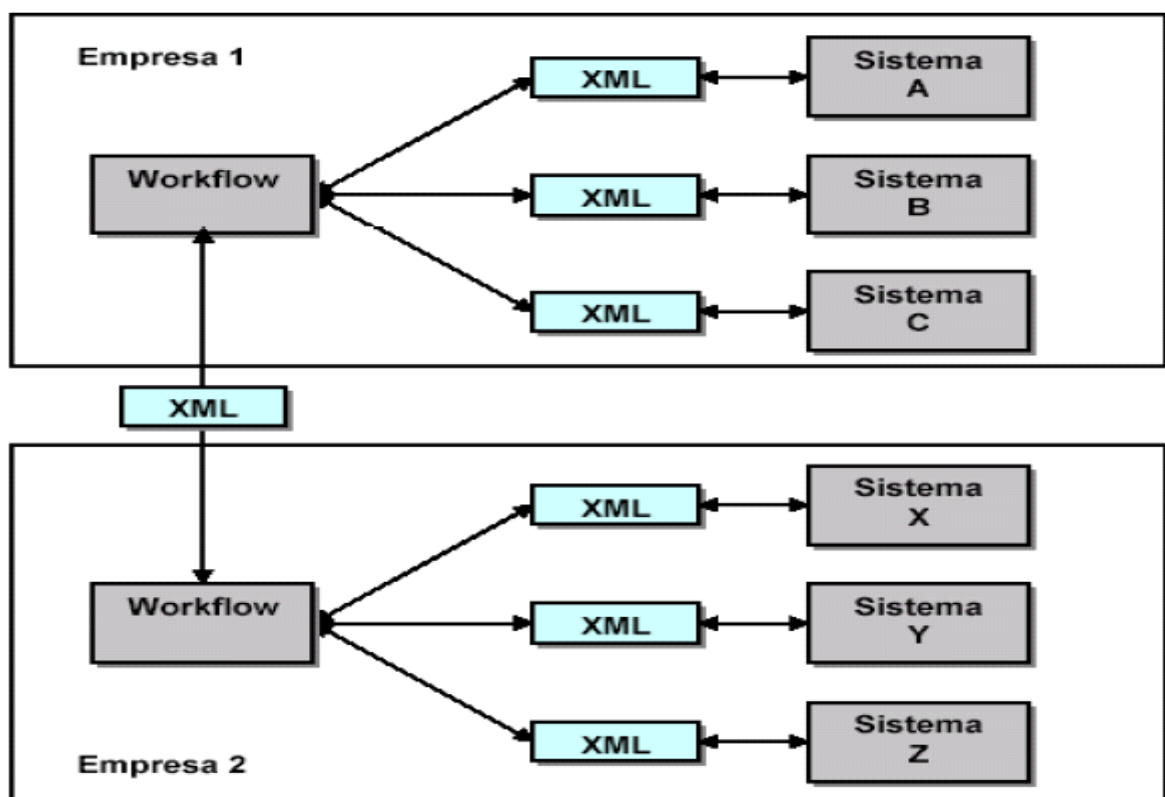 Empresa 1
XML
Sistema
A
Workflow
XML
Sistema
B
XML
Sistema
C
XML
XML
Sistema
X
Workflow
XML
Sistema
Y
XML
Sistema
Z
Empresa 2